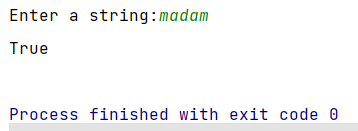 Enter a string:madam
True
Process finished with exit code 0